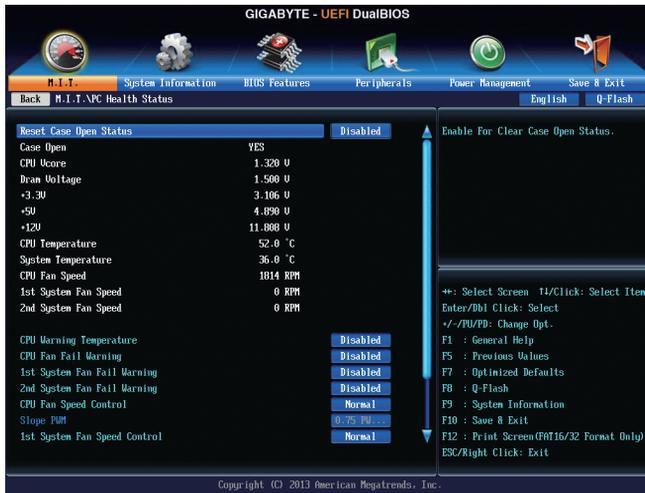 GIGABYTE - UEFI DualBIOS
M.I.T. System Information BIOS Features Peripherals Power Management Save & Exit
Back M.I.T.\PC Health Status English Q-Flash
Reset Case Open Status Disabled
Case Open YES
CPU Vcore 1.320 V
Dram Voltage 1.500 V
+3.3V 3.106 V
+5V 4.890 V
+12V 11.808 V
CPU Temperature 52.0 °C
System Temperature 36.0 °C
CPU Fan Speed 1814 RPM
1st System Fan Speed 0 RPM
2nd System Fan Speed 0 RPM
CPU Warning Temperature Disabled
CPU Fan Fail Warning Disabled
1st System Fan Fail Warning Disabled
2nd System Fan Fail Warning Disabled
CPU Fan Speed Control Normal
Slope PWM 0.75 PW...
1st System Fan Speed Control Normal
Enable For Clear Case Open Status.
↔: Select Screen ↑↓/Click: Select Item
Enter/Dbl Click: Select
+/-/PU/PD: Change Opt.
F1 : General Help
F5 : Previous Values
F7 : Optimized Defaults
F8 : Q-Flash
F9 : System Information
F10 : Save & Exit
F12 : Print Screen(FAT16/32 Format Only)
ESC/Right Click: Exit
Copyright (C) 2013 American Megatrends, Inc.